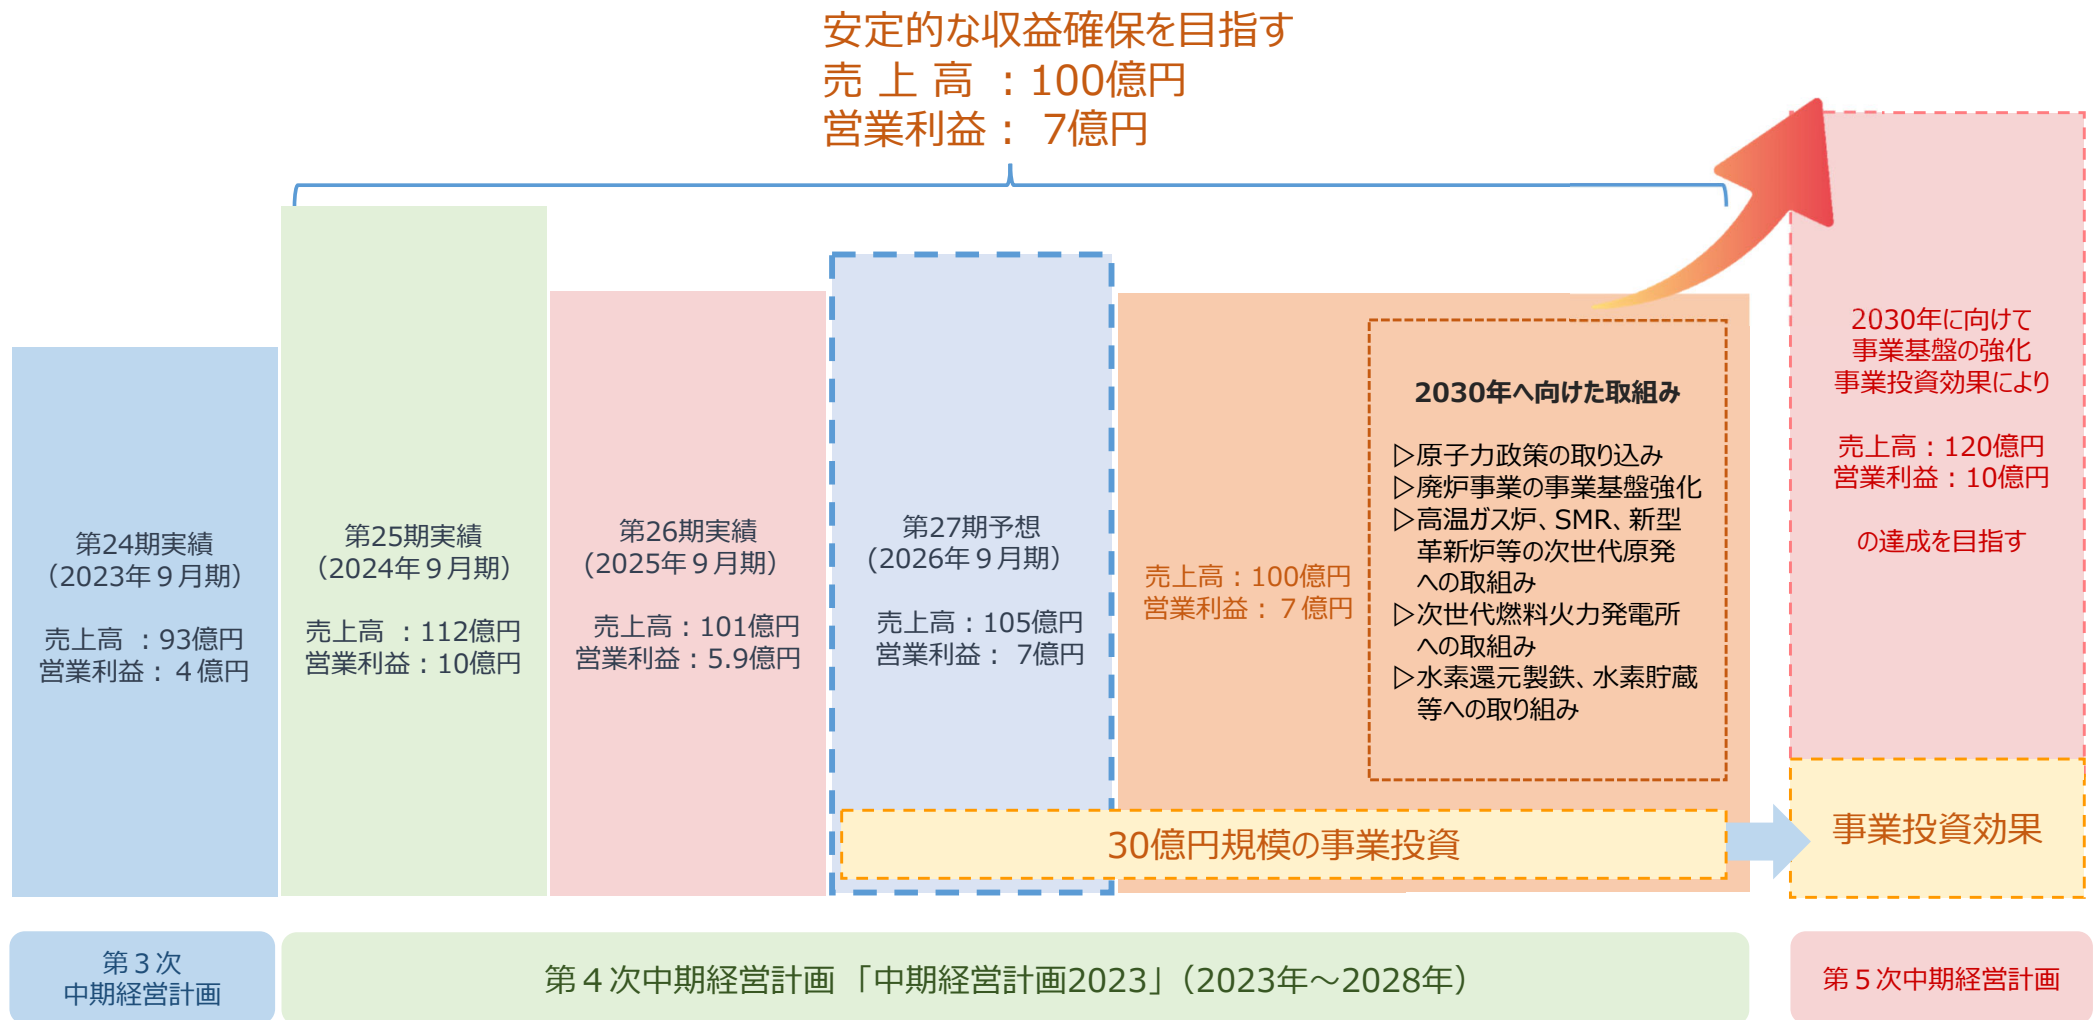 安定的な収益確保を目指す
売 上 高 ：100億円
営業利益： 7億円
第24期実績
（2023年９月期）
売上高 ：93億円
営業利益：４億円
第25期実績
（2024年９月期）
売上高 ：112億円
営業利益：10億円
第26期実績
（2025年９月期）
売上高：101億円
営業利益：5.9億円
第27期予想
（2026年９月期）
売上高：105億円
営業利益： 7億円
売上高：100億円
営業利益：７億円
2030年へ向けた取組み
▷原子力政策の取り込み
▷廃炉事業の事業基盤強化
▷高温ガス炉、SMR、新型
革新炉等の次世代原発
への取組み
▷次世代燃料火力発電所
への取組み
▷水素還元製鉄、水素貯蔵
等への取り組み
30億円規模の事業投資
2030年に向けて
事業基盤の強化
事業投資効果により
売上高：120億円
営業利益：10億円
の達成を目指す
事業投資効果
第３次
中期経営計画
第４次中期経営計画 「中期経営計画2023」（2023年～2028年）
第５次中期経営計画